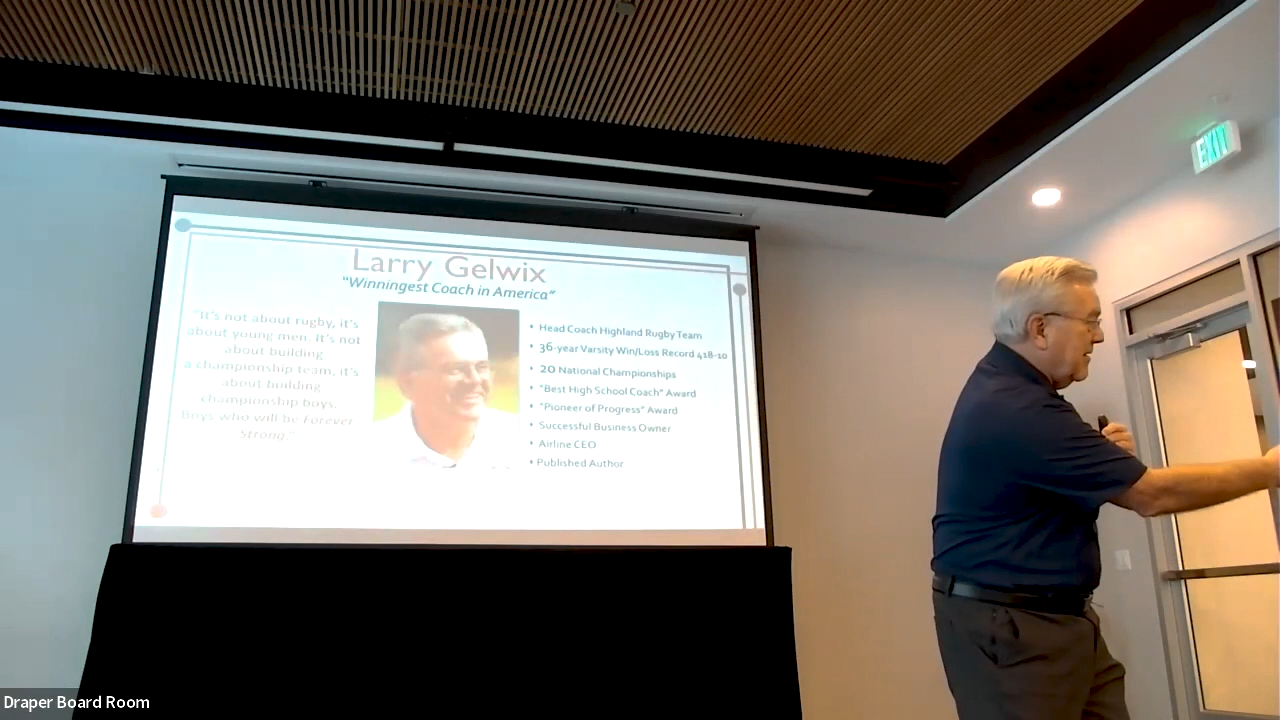 EXIT
Larry Gelwix
"Winningest Coach in America"
"It's not about rugby, it's
about young men. It's not
about building
a championship team, it's
about building
championship boys.
Boys who will be Forever
Strong."
• Head Coach Highland Rugby Team
• 36-year Varsity Win/Loss Record 418-10
• 20 National Championships
• "Best High School Coach" Award
• "Pioneer of Progress" Award
• Successful Business Owner
• Airline CEO
• Published Author
Draper Board Room